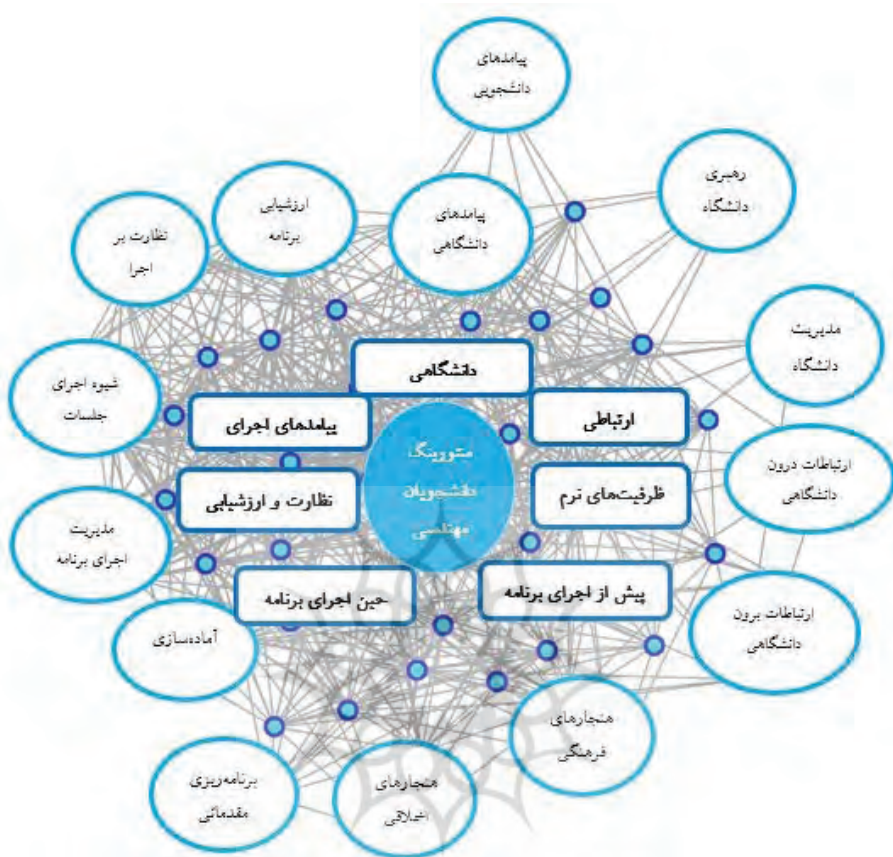 پیامدهای
دانشجویی
رهبری
دانشگاه
ارزشیابی
برنامه
پیامدهای
دانشگاهی
نظارت بر
اجرا
مدیریت
دانشگاه
دانشگاهی
شیوه اجرای
جلسات
پیامدهای اجرای
ارتباطی
منتورینگ
دانشجویان
مهندسی
ارتباطات درون
دانشگاهی
نظارت و ارزشیابی
ظرفیت‌های نرم
مدیریت
اجرای برنامه
حین اجرای برنامه
پیش از اجرای برنامه
ارتباطات برون
دانشگاهی
آماده‌سازی
هنجارهای
فرهنگی
برنامه‌ریزی
مقدماتی
هنجارهای
اخلاقی